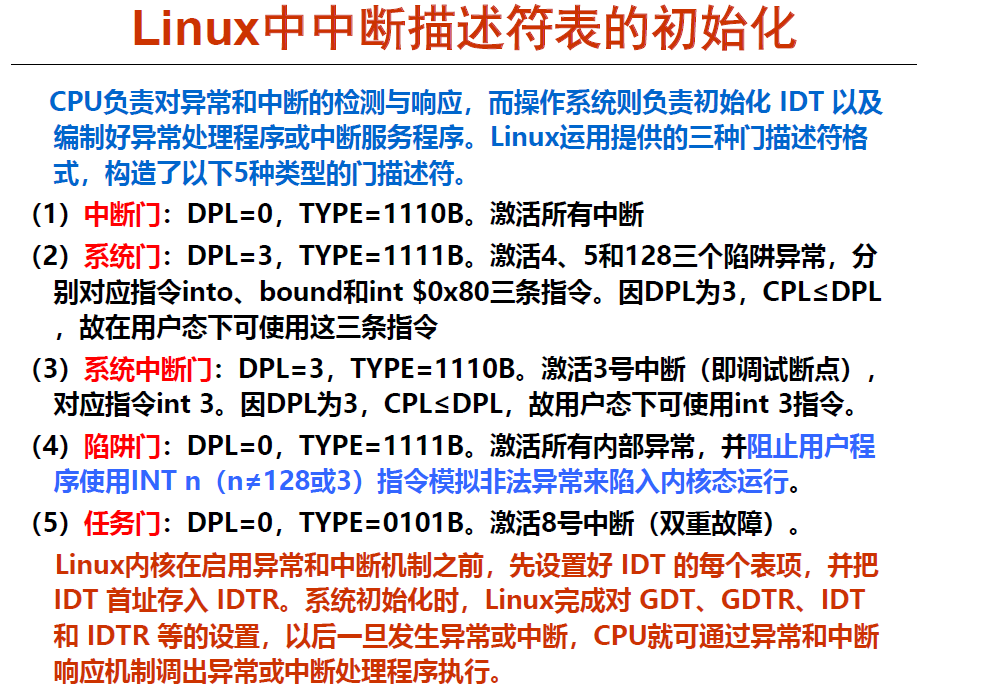 Linux中中断描述符表的初始化
CPU负责对异常和中断的检测与响应，而操作系统则负责初始化 IDT 以及
编制好异常处理程序或中断服务程序。Linux运用提供的三种门描述符格
式，构造了以下5种类型的门描述符。
（1）中断门：DPL=0，TYPE=1110B。激活所有中断
（2）系统门：DPL=3，TYPE=1111B。激活4、5和128三个陷阱异常，分
别对应指令into、bound和int $0x80三条指令。因DPL为3，CPL≤DPL
，故在用户态下可使用这三条指令
（3）系统中断门：DPL=3，TYPE=1110B。激活3号中断（即调试断点），
对应指令int 3。因DPL为3，CPL≤DPL，故用户态下可使用int 3指令。
（4）陷阱门：DPL=0，TYPE=1111B。激活所有内部异常，并阻止用户程
序使用INT n（n≠128或3）指令模拟非法异常来陷入内核态运行。
（5）任务门：DPL=0，TYPE=0101B。激活8号中断（双重故障）。
Linux内核在启用异常和中断机制之前，先设置好 IDT 的每个表项，并把
IDT 首址存入 IDTR。系统初始化时，Linux完成对 GDT、GDTR、IDT
和 IDTR 等的设置，以后一旦发生异常或中断，CPU就可通过异常和中断
响应机制调出异常或中断处理程序执行。